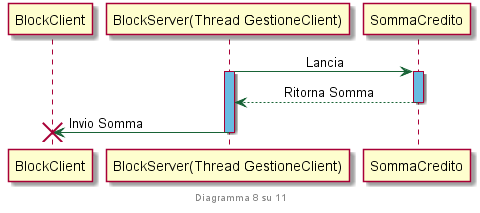 BlockClient
BlockServer(Thread GestioneClient)
SommaCredito
Lancia
Ritorna Somma
Invio Somma
BlockClient
BlockServer(Thread GestioneClient)
SommaCredito
Diagramma 8 su 11